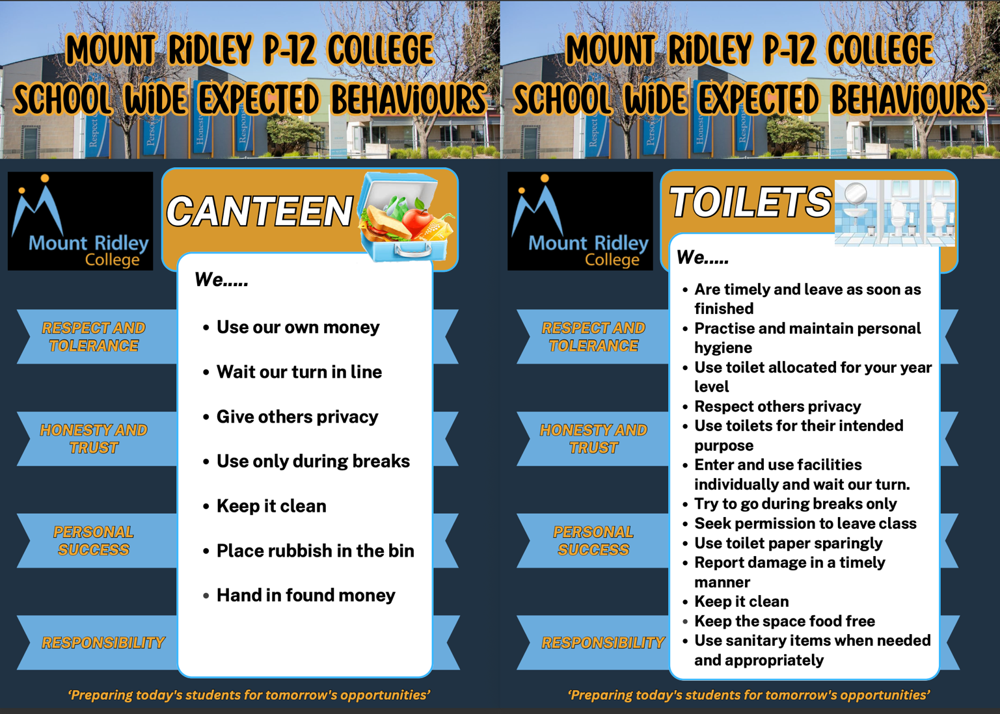 MOUNT RiDLEY P-12 COLLEGE
SCHOOL WiDE EXPECTED BEHAViOURS
Respect
Persona
Honest
Respons
Mount Ridley
College
CANTEEN
We.....
• Use our own money
• Wait our turn in line
• Give others privacy
• Use only during breaks
• Keep it clean
• Place rubbish in the bin
• Hand in found money
RESPECT AND
TOLERANCE
HONESTY AND
TRUST
PERSONAL
SUCCESS
RESPONSIBILITY
‘Preparing today's students for tomorrow's opportunities’
MOUNT RiDLEY P-12 COLLEGE
SCHOOL WiDE EXPECTED BEHAViOURS
Respect
Persona
Honest
Respons
Mount Ridley
College
TOILETS
We.....
• Are timely and leave as soon as
finished
• Practise and maintain personal
hygiene
• Use toilet allocated for your year
level
• Respect others privacy
• Use toilets for their intended
purpose
• Enter and use facilities
individually and wait our turn.
• Try to go during breaks only
• Seek permission to leave class
• Use toilet paper sparingly
• Report damage in a timely
manner
• Keep it clean
• Keep the space food free
• Use sanitary items when needed
and appropriately
RESPECT AND
TOLERANCE
HONESTY AND
TRUST
PERSONAL
SUCCESS
RESPONSIBILITY
‘Preparing today's students for tomorrow's opportunities’